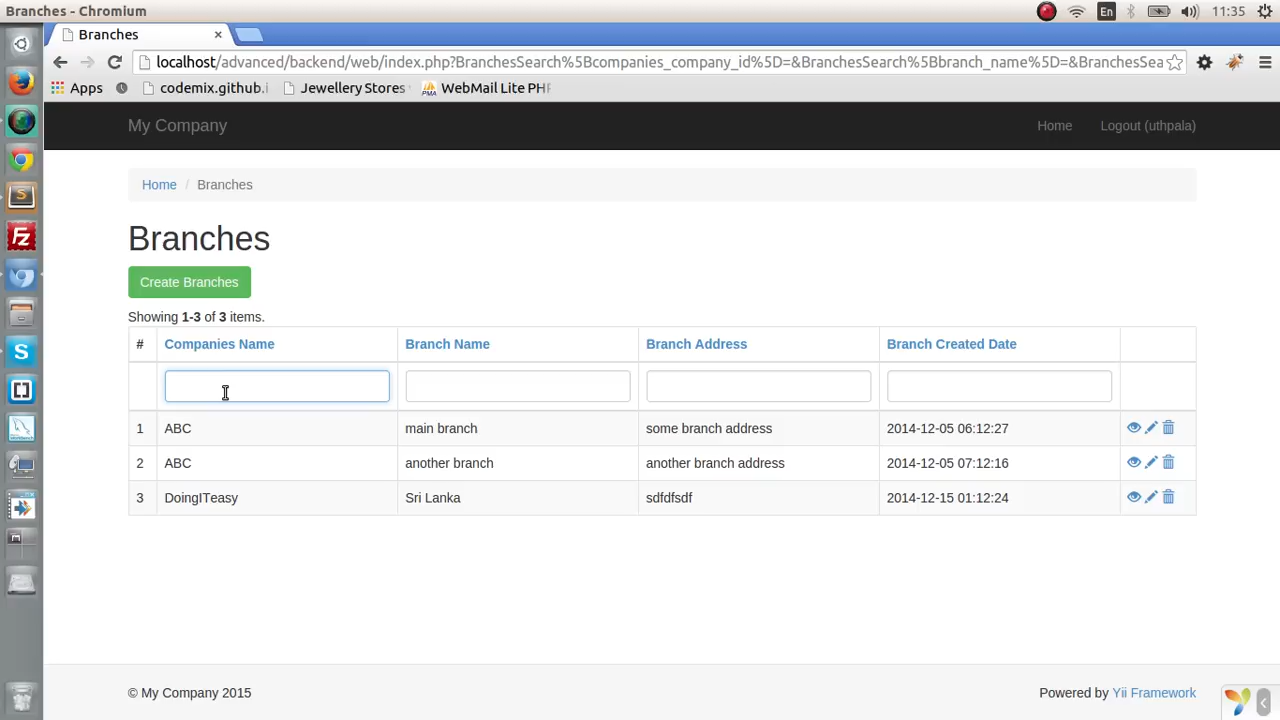 Branches - Chromium
En
11:35
Branches ×
localhost/advanced/backend/web/index.php?BranchesSearch%5Bcompanies_company_id%5D=&BranchesSearch%5Bbranch_name%5D=&BranchesSea
Apps codemix.github.i Jewellery Stores WebMail Lite PHP
My Company Home Logout (uthpala)
Home / Branches
Branches
Create Branches
Showing 1-3 of 3 items.
# Companies Name Branch Name Branch Address Branch Created Date
1 ABC main branch some branch address 2014-12-05 06:12:27
2 ABC another branch another branch address 2014-12-05 07:12:16
3 DoingITeasy Sri Lanka sdfdfsdf 2014-12-15 01:12:24
© My Company 2015 Powered by Yii Framework